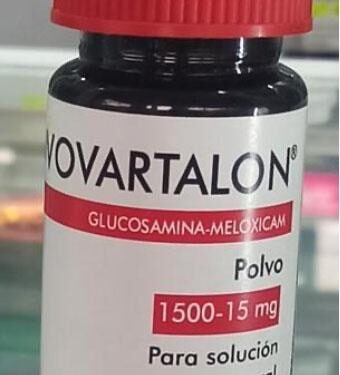 VOVARTALON®
GLUCOSAMINA-MELOXICAM
Polvo
1500-15 mg
Para solución